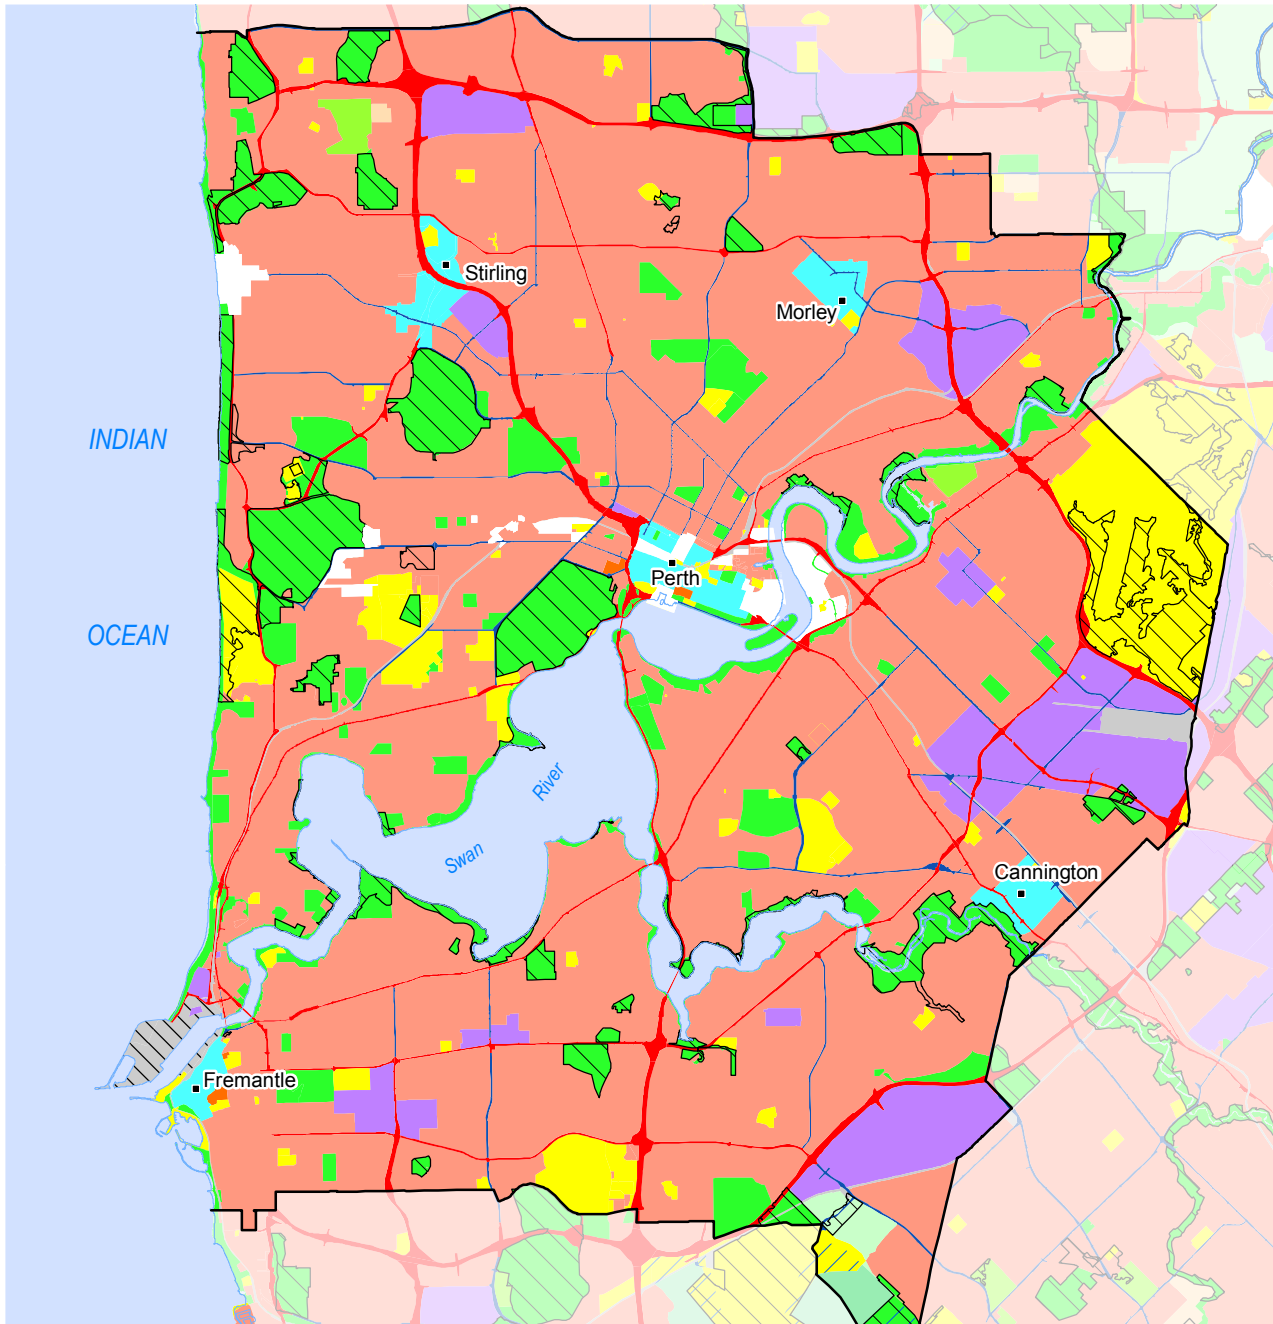 Stirling
Morley
INDIAN
Perth
OCEAN
River
Swan
Cannington
Fremantle